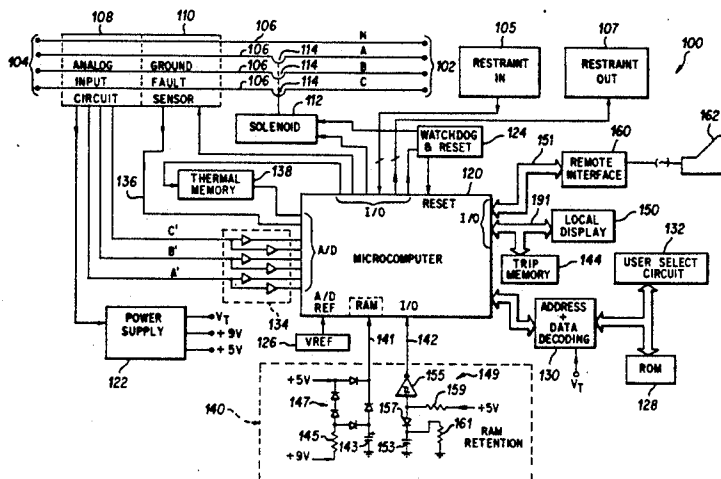 108
110
106
N
105
107
100
104
106
114
A
102
ANALOG
GROUND
106
114
B
INPUT
FAULT
106
114
C
CIRCUIT
SENSOR
RESTRAINT
IN
RESTRAINT
OUT
112
SOLENOID
WATCHDOG
& RESET
124
162
151
160
REMOTE
INTERFACE
136
138
THERMAL
MEMORY
120
I/O
RESET
I/O
191
150
LOCAL
DISPLAY
132
C'
B'
A'
A/D
MICROCOMPUTER
TRIP
MEMORY
144
USER SELECT
CIRCUIT
134
A/D
REF
RAM
I/O
POWER
SUPPLY
VT
+9V
+5V
122
126
VREF
141
142
ADDRESS
+
DATA
DECODING
130
VT
ROM
128
140
+5V
147
145
+9V
143
155
149
159
157
+5V
153
161
RAM
RETENTION